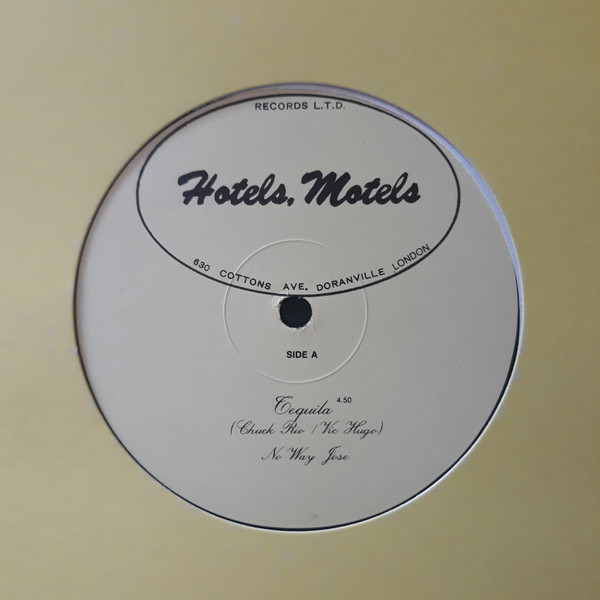 RECORDS L.T.D.
Hotels, Motels
630 COTTONS AVE. DORANVILLE LONDON
SIDE A
Tequila 4.50
(Chuck Rio / Vic Hugo)
No Way Jose